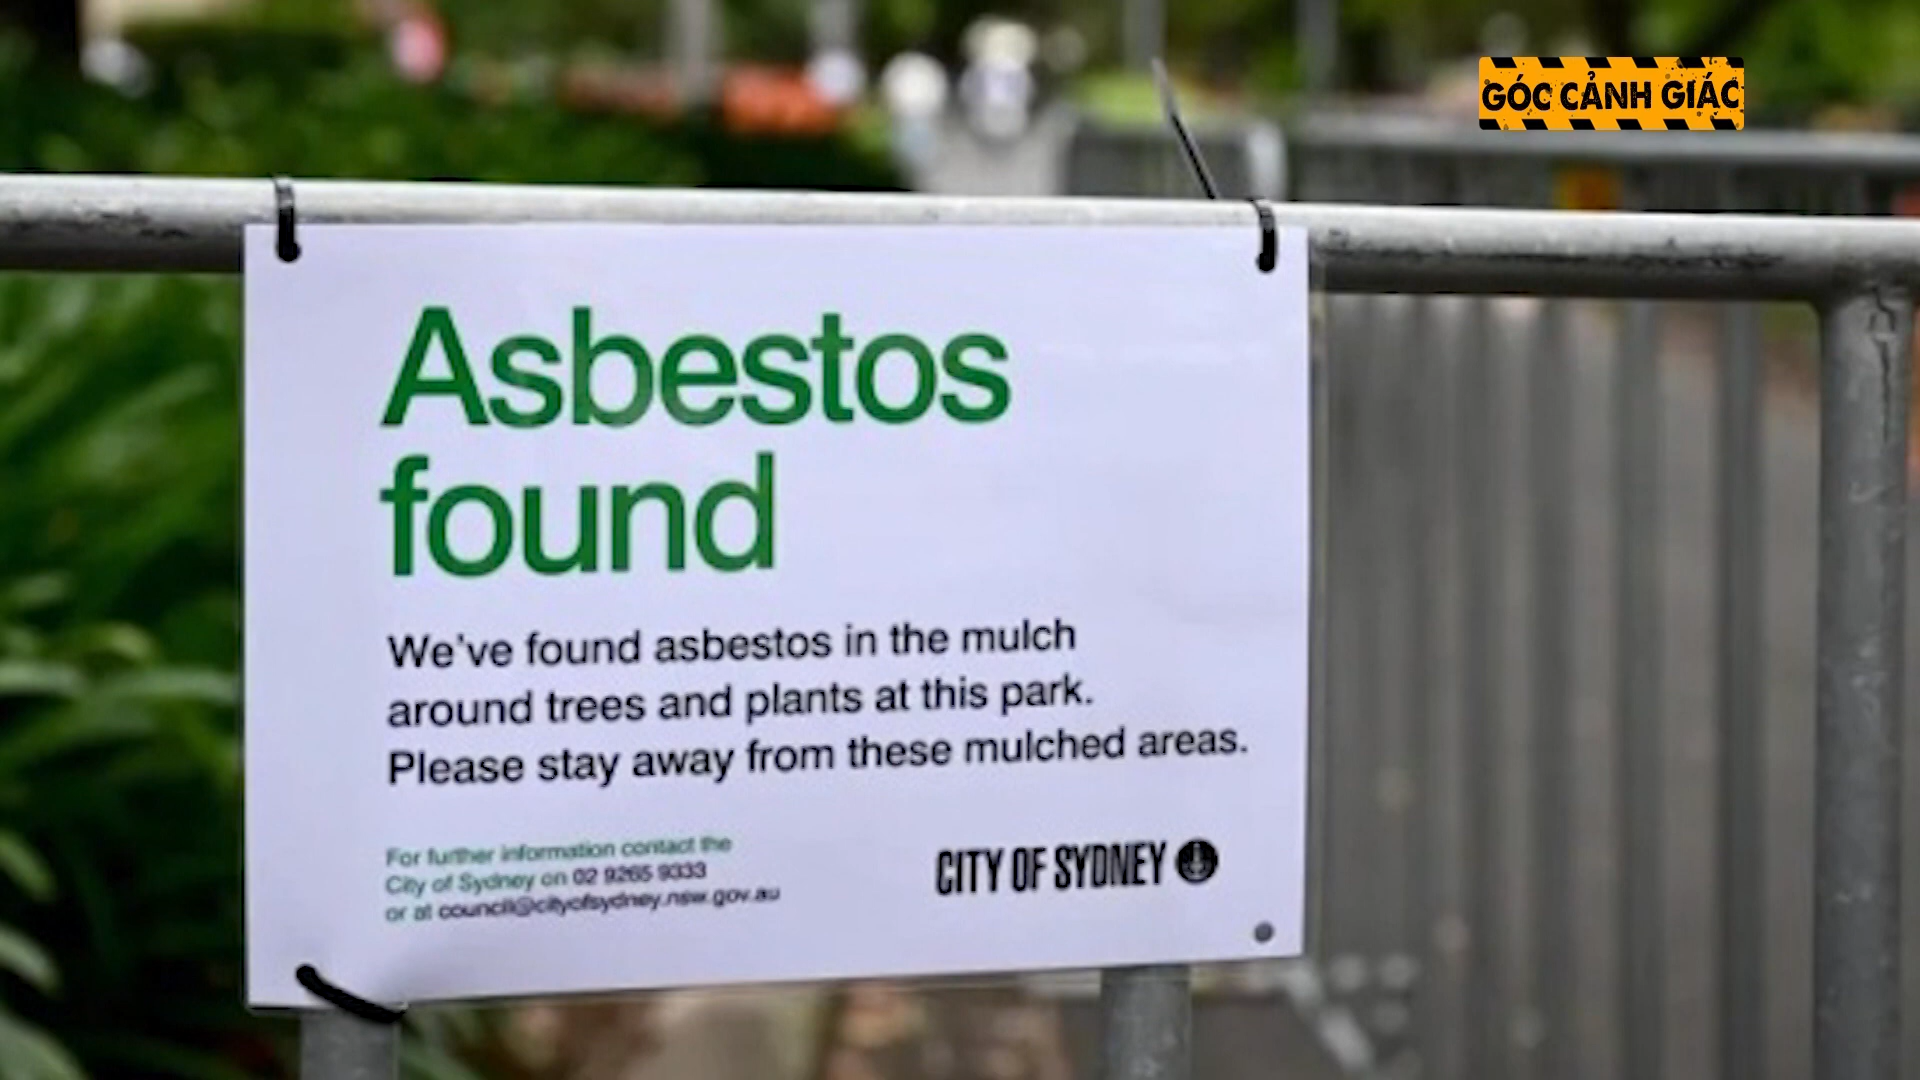 GÓC CẢNH GIÁC
Asbestos
found
We've found asbestos in the mulch
around trees and plants at this park.
Please stay away from these mulched areas.
For further information contact the
City of Sydney on 02 9265 9333
or at council@cityofsydney.nsw.gov.au
CITY OF SYDNEY